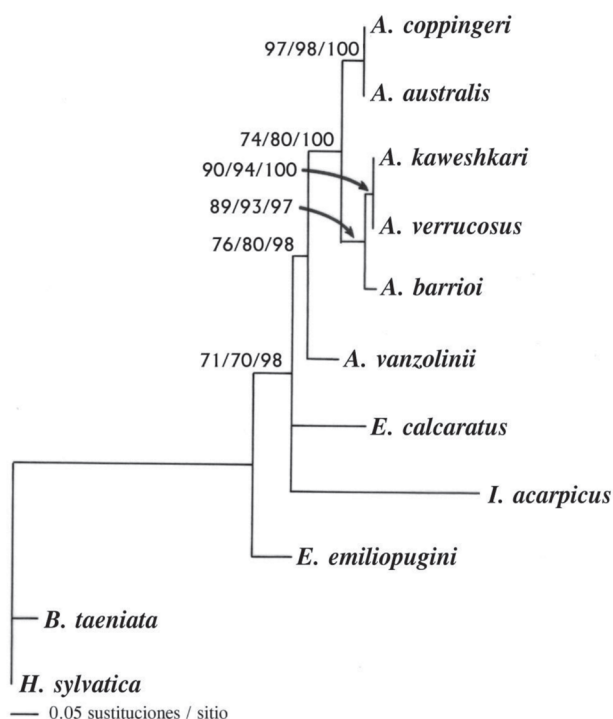 A. coppingeri
97/98/100
A. australis
74/80/100
A. kaweshkari
90/94/100
89/93/97
A. verrucosus
76/80/98
A. barrioi
71/70/98
A. vanzolinii
E. calcaratus
I. acarpicus
E. emiliopugini
B. taeniata
H. sylvatica
0.05 sustituciones / sitio